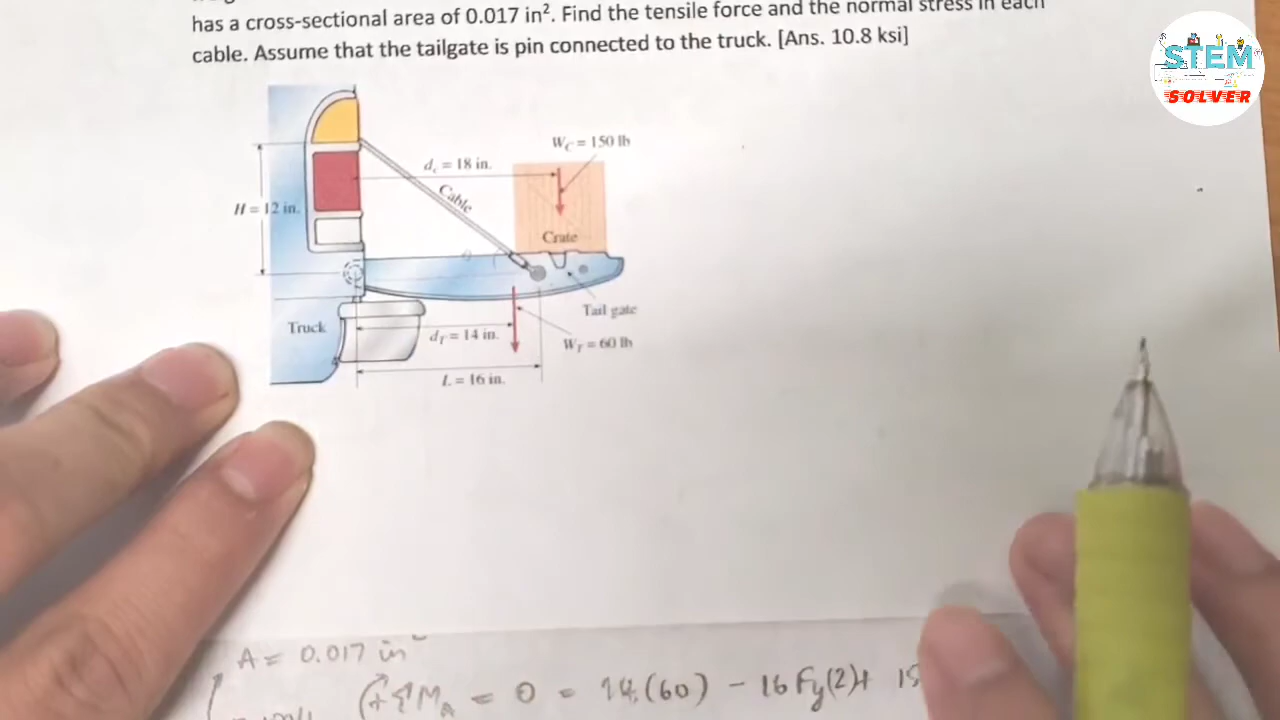 has a cross-sectional area of 0.017 in². Find the tensile force and the normal stress in each
cable. Assume that the tailgate is pin connected to the truck. [Ans. 10.8 ksi]
STEM
SOLVER
W_C = 150 lb
d_c = 18 in.
Cable
H = 12 in.
Crate
Truck
Tail gate
d_T = 14 in.
W_T = 60 lb
L = 16 in.
A = 0.017 in²
(+ΣM_A = 0 = 14(60) - 16Fy(2)+